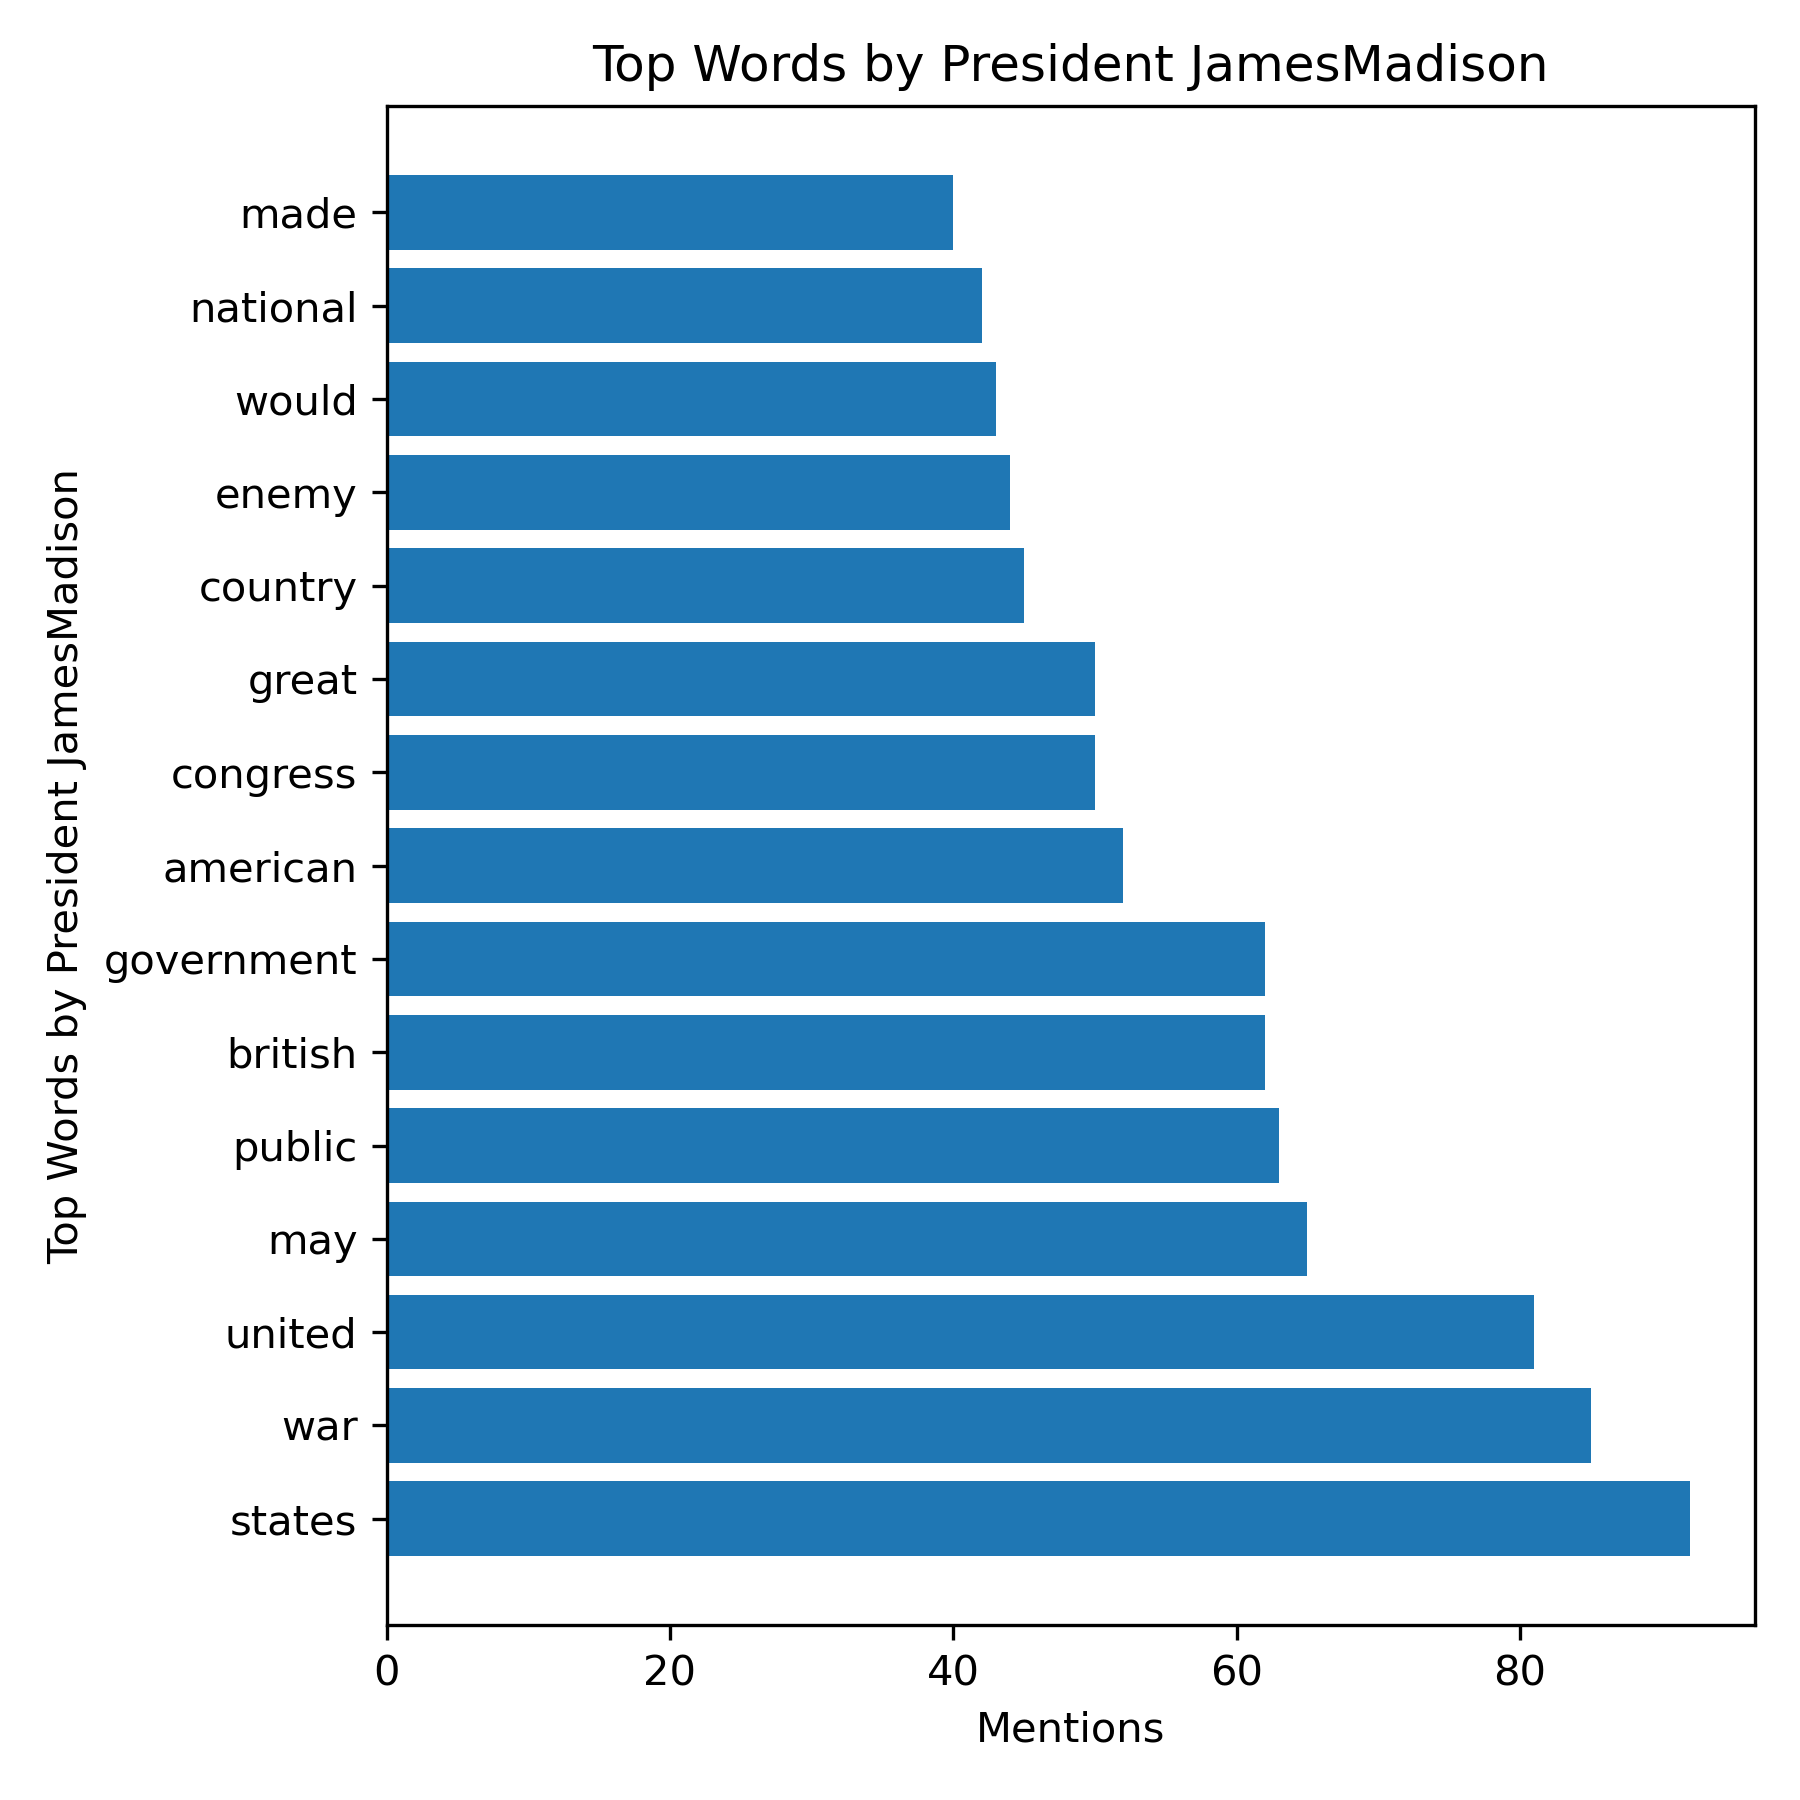 Top Words by President JamesMadison
Top Words by President JamesMadison
made
national
would
enemy
country
great
congress
american
government
british
public
may
united
war
states
0 20 40 60 80
Mentions